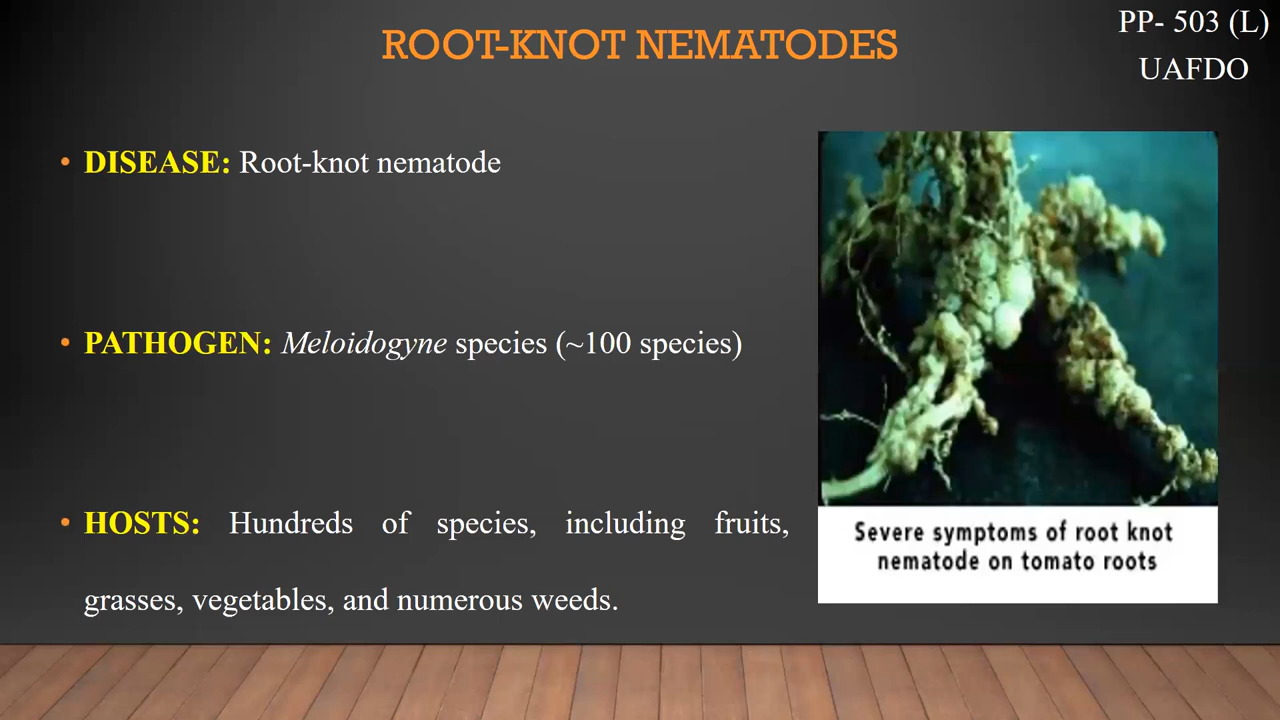 ROOT-KNOT NEMATODES
PP- 503 (L)
UAFDO
• DISEASE: Root-knot nematode
• PATHOGEN: Meloidogyne species (~100 species)
• HOSTS: Hundreds of species, including fruits,
grasses, vegetables, and numerous weeds.
Severe symptoms of root knot
nematode on tomato roots